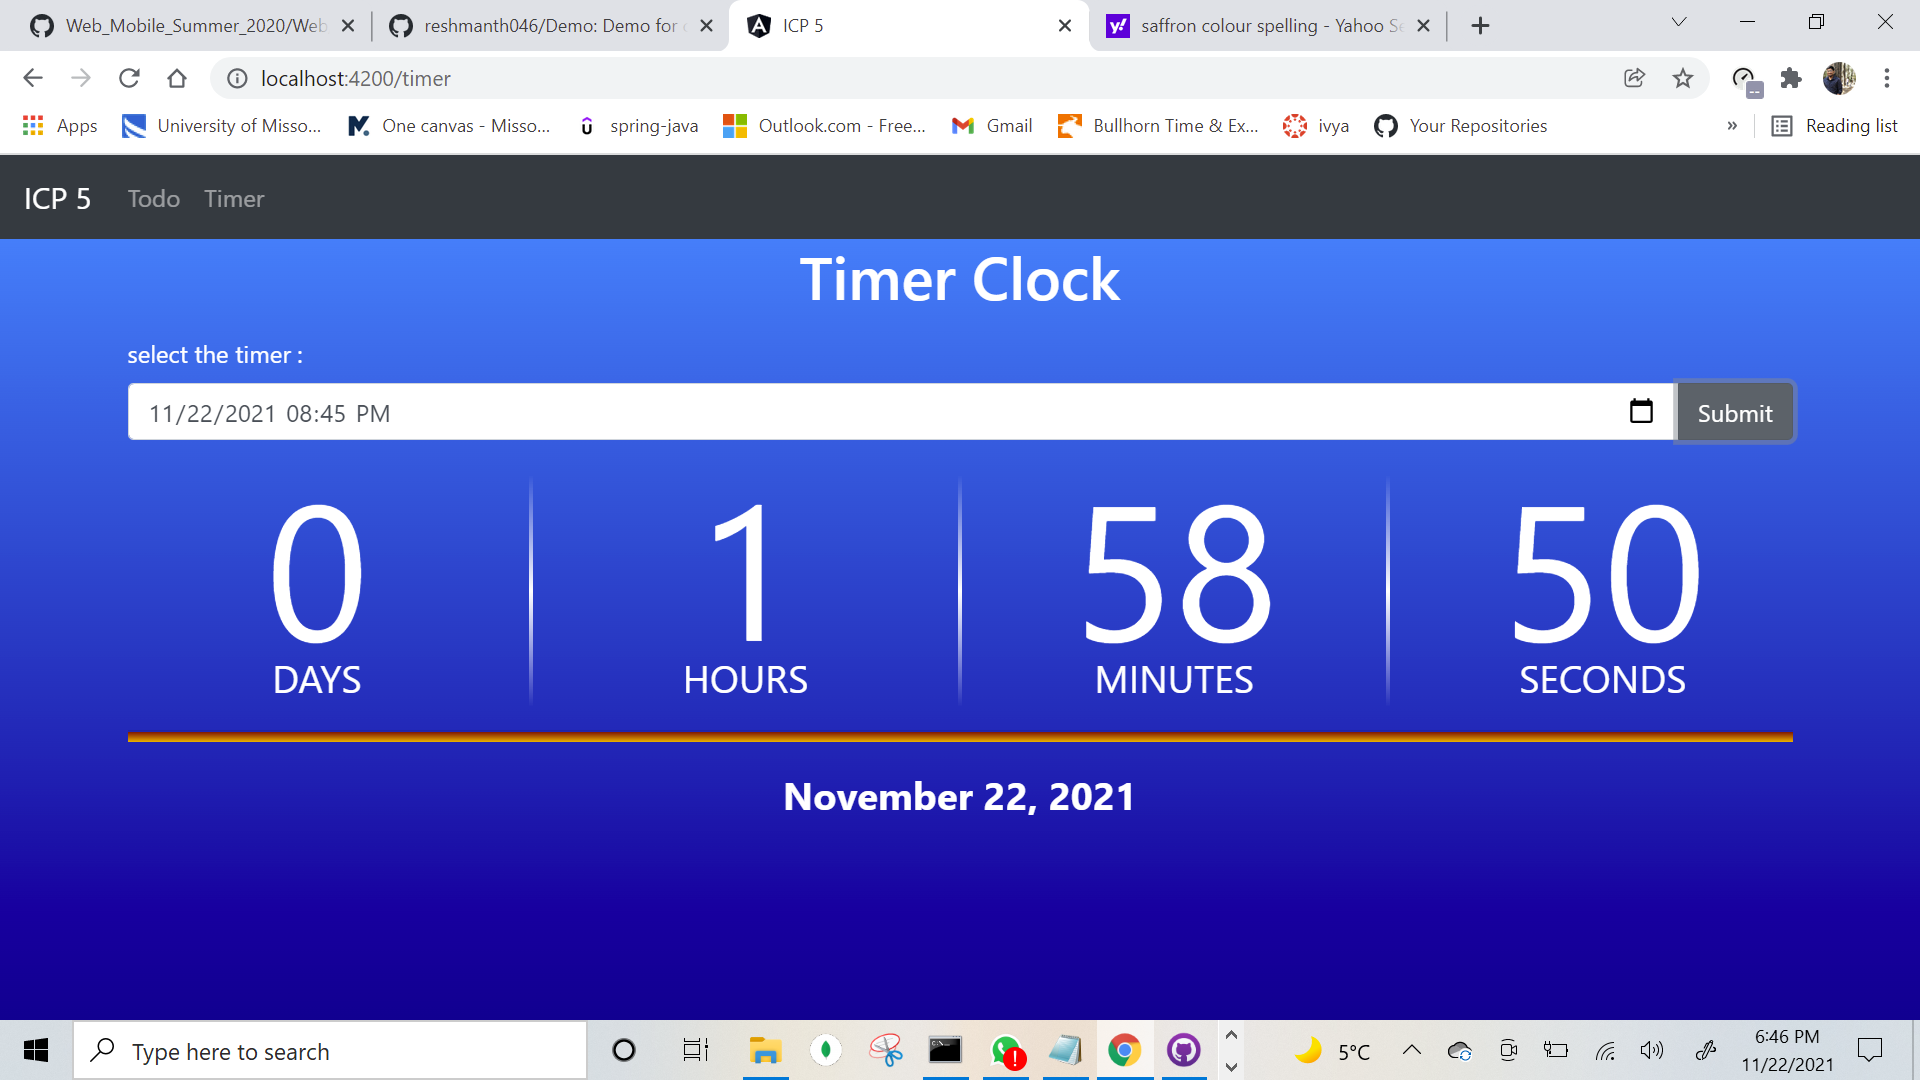 Web_Mobile_Summer_2020/Web
reshmanth046/Demo: Demo for
ICP 5
saffron colour spelling - Yahoo Se
localhost:4200/timer
Apps
University of Misso...
One canvas - Misso...
spring-java
Outlook.com - Free...
Gmail
Bullhorn Time & Ex...
ivya
Your Repositories
»
Reading list
ICP 5
Todo
Timer
Timer Clock
select the timer :
11/22/2021 08:45 PM
Submit
0
DAYS
1
HOURS
58
MINUTES
50
SECONDS
November 22, 2021
Type here to search
5°C
6:46 PM
11/22/2021